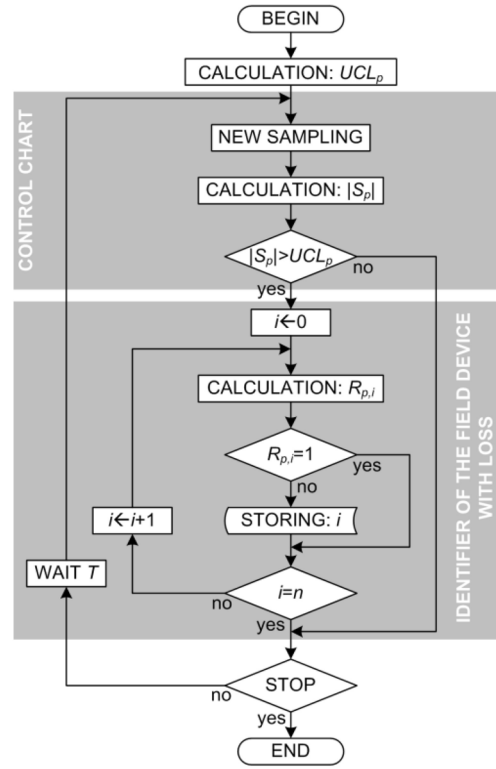 BEGIN
CALCULATION: UCLp
CONTROL CHART
NEW SAMPLING
CALCULATION: |Sp|
|Sp|>UCLp
no
yes
i←0
IDENTIFIER OF THE FIELD DEVICE
WITH LOSS
CALCULATION: Rp,i
Rp,i=1
yes
no
i←i+1
STORING: i
WAIT T
i=n
no
yes
STOP
no
yes
END